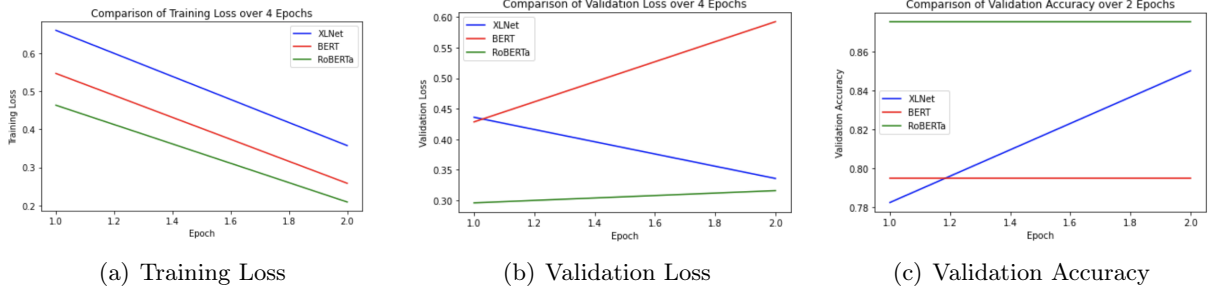 Comparison of Training Loss over 4 Epochs
XLNet
BERT
RoBERTa
0.6
0.5
0.4
0.3
0.2
Training Loss
1.0 1.2 1.4 1.6 1.8 2.0
Epoch
(a) Training Loss
Comparison of Validation Loss over 4 Epochs
XLNet
BERT
RoBERTa
0.60
0.55
0.50
0.45
0.40
0.35
0.30
Validation Loss
1.0 1.2 1.4 1.6 1.8 2.0
Epoch
(b) Validation Loss
Comparison of Validation Accuracy over 2 Epochs
0.86
0.84
0.82
0.80
0.78
Validation Accuracy
XLNet
BERT
RoBERTa
1.0 1.2 1.4 1.6 1.8 2.0
Epoch
(c) Validation Accuracy